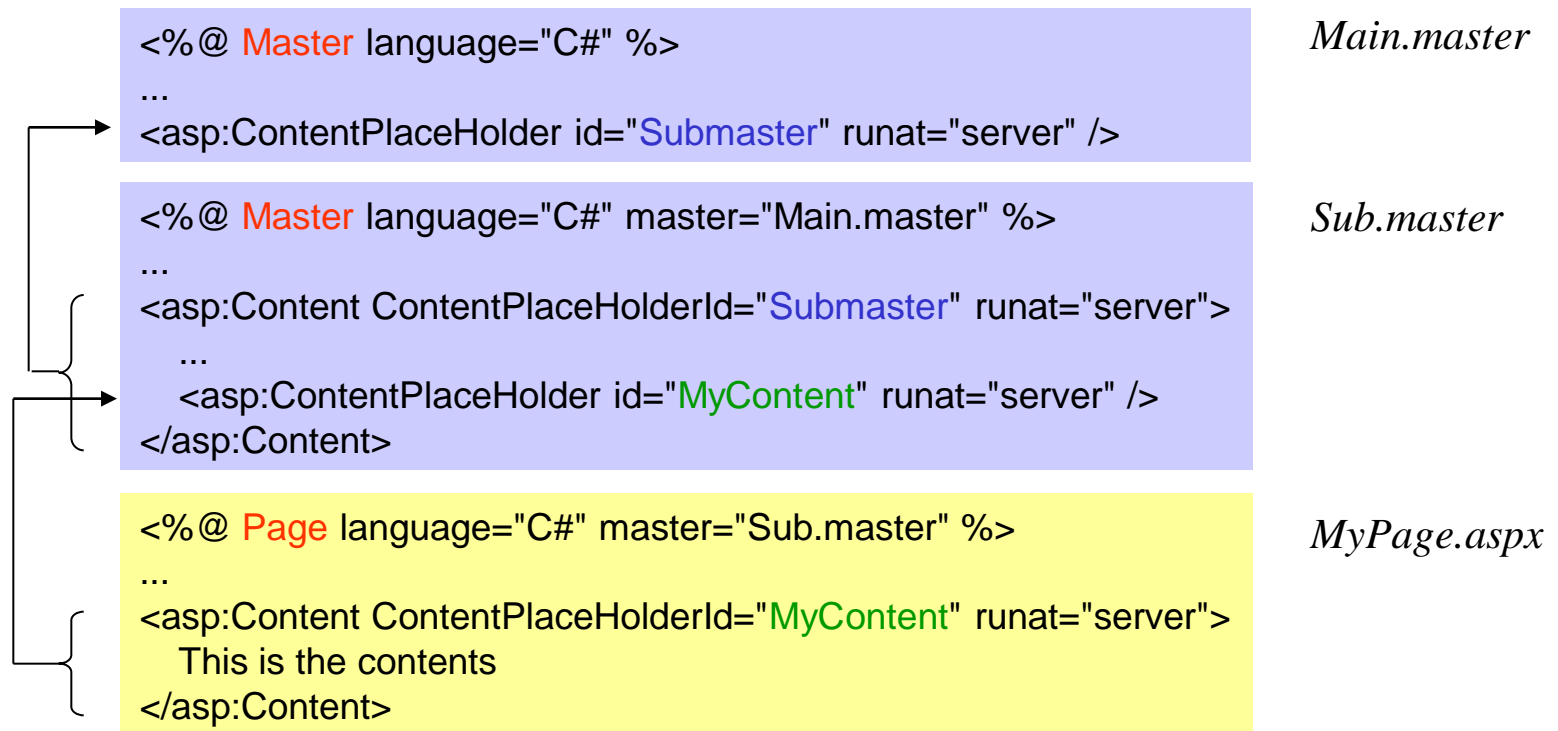 <%@ Master language="C#" %>
...
<asp:ContentPlaceHolder id="Submaster" runat="server" />
Main.master
<%@ Master language="C#" master="Main.master" %>
...
<asp:Content ContentPlaceHolderId="Submaster" runat="server">
...
<asp:ContentPlaceHolder id="MyContent" runat="server" />
</asp:Content>
Sub.master
<%@ Page language="C#" master="Sub.master" %>
...
<asp:Content ContentPlaceHolderId="MyContent" runat="server">
This is the contents
</asp:Content>
MyPage.aspx